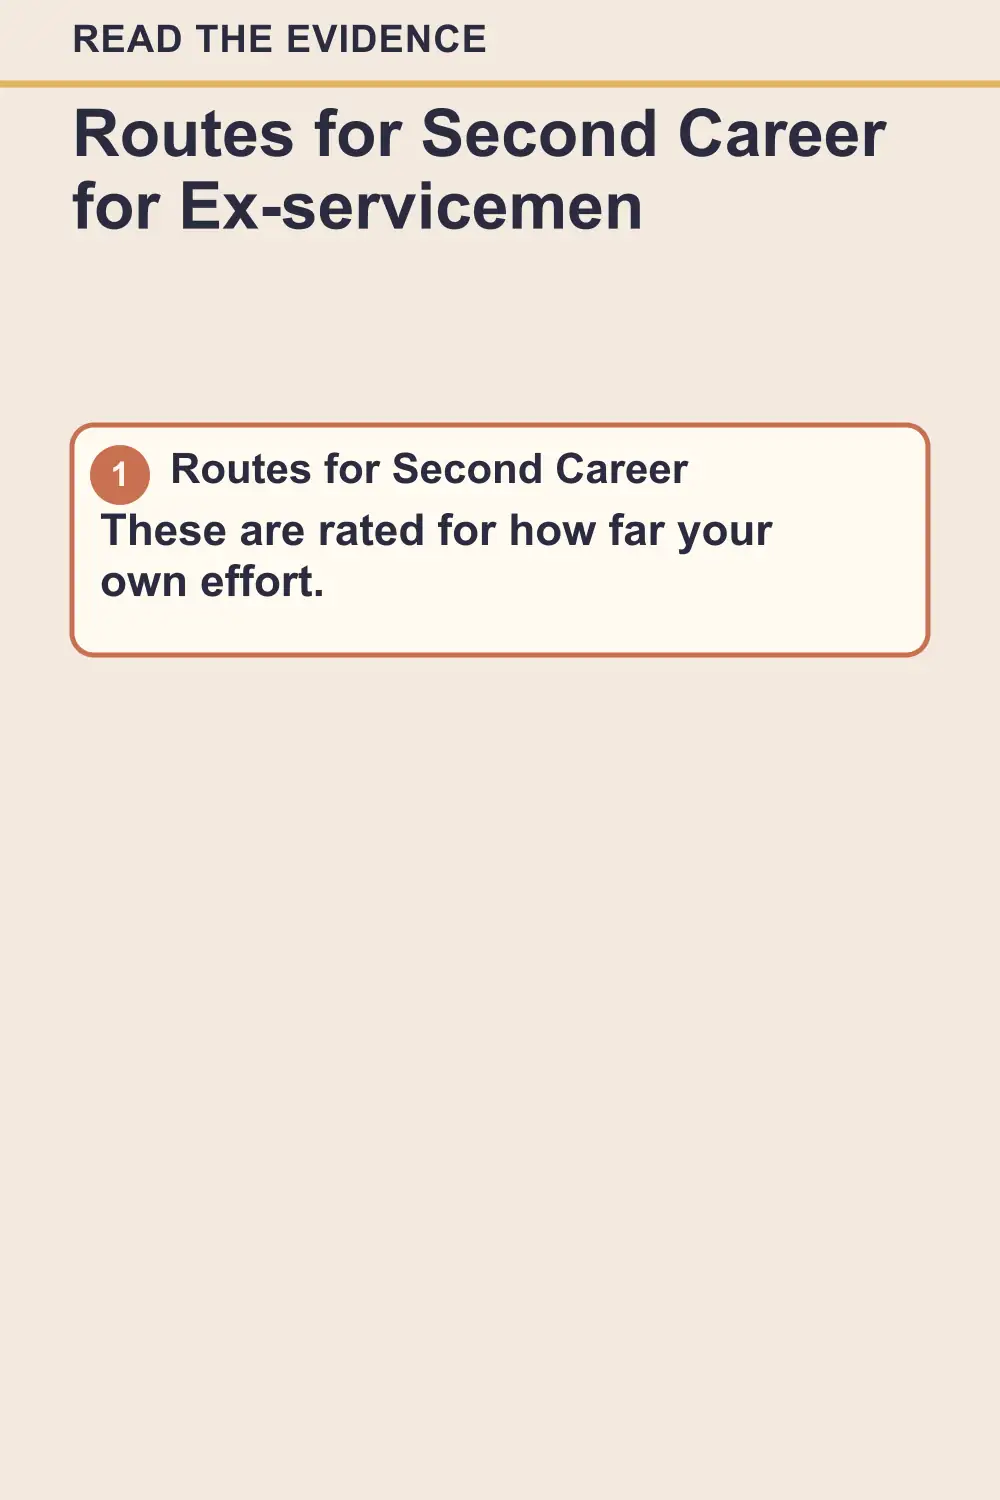 READ THE EVIDENCE
Routes for Second Career
for Ex-servicemen
1 Routes for Second Career
These are rated for how far your
own effort.